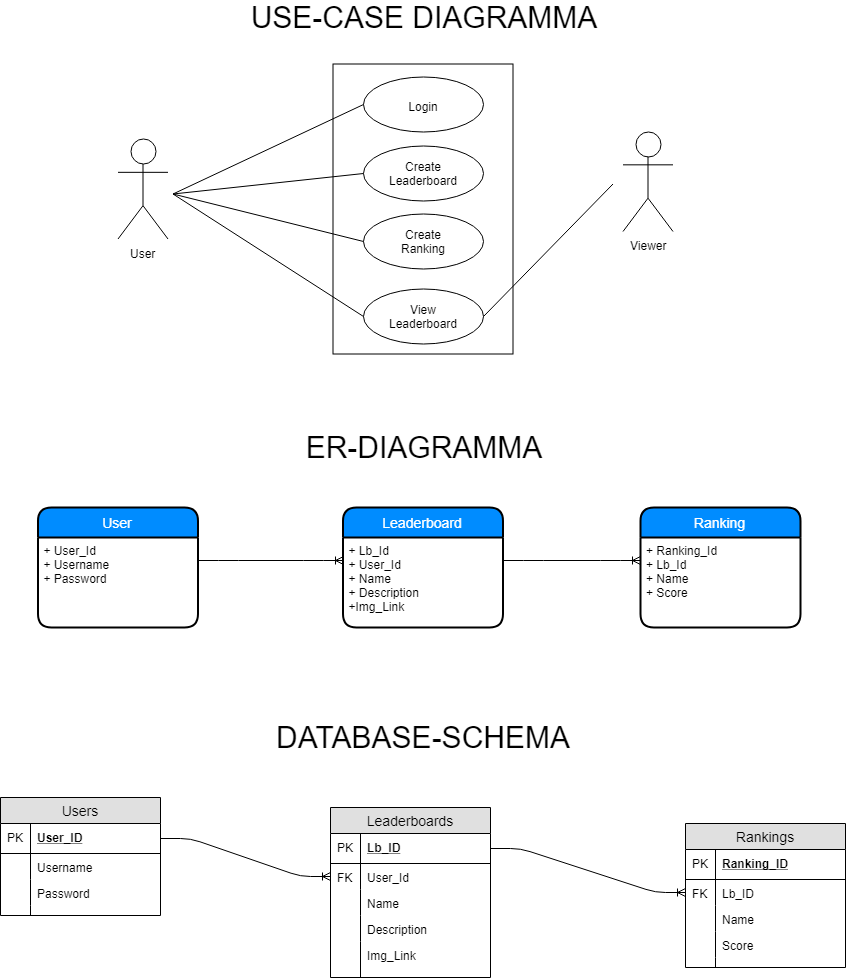 USE-CASE DIAGRAMMA
Login
Create
Leaderboard
Create
Ranking
View
Leaderboard
User
Viewer
ER-DIAGRAMMA
User
+ User_Id
+ Username
+ Password
Leaderboard
+ Lb_Id
+ User_Id
+ Name
+ Description
+Img_Link
Ranking
+ Ranking_Id
+ Lb_Id
+ Name
+ Score
DATABASE-SCHEMA
Users
PK User_ID
Username
Password
Leaderboards
PK Lb_ID
FK User_Id
Name
Description
Img_Link
Rankings
PK Ranking_ID
FK Lb_ID
Name
Score